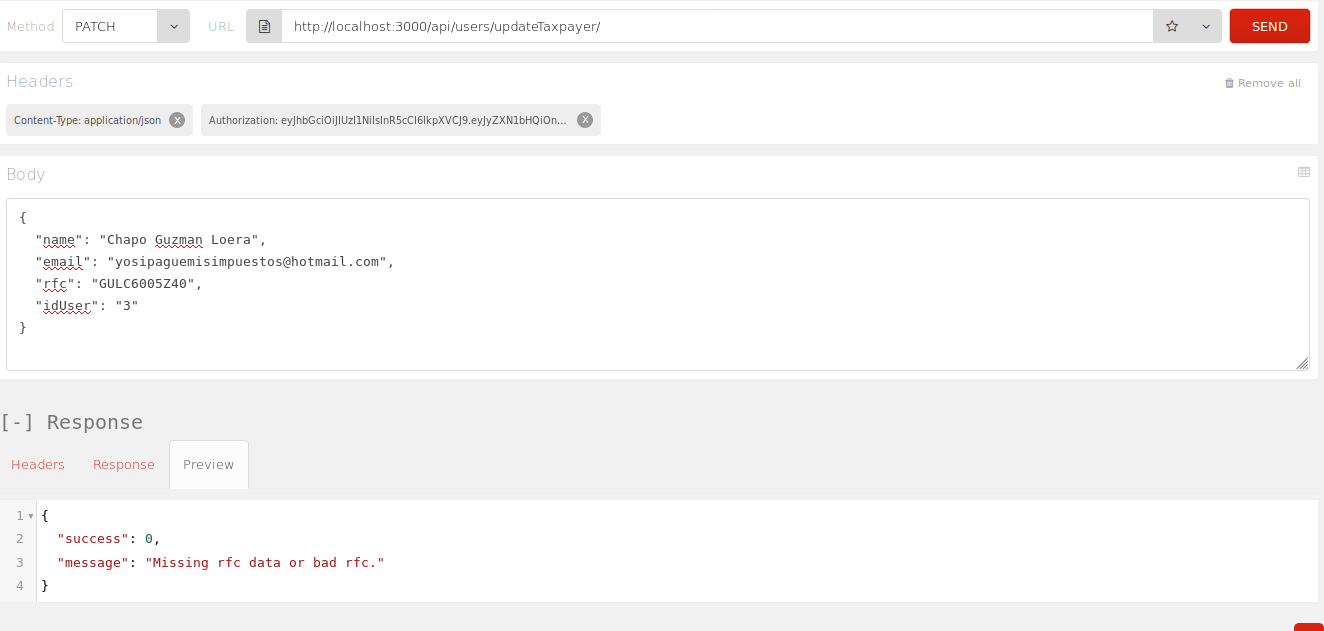 Method PATCH URL http://localhost:3000/api/users/updateTaxpayer/ SEND
Headers Remove all
Content-Type: application/json X Authorization: eyJhbGciOiJIUzI1NiIsInR5cCI6IkpXVCJ9.eyJyZXN1bHQiOn... X
Body
{
"name": "Chapo Guzman Loera",
"email": "yosipaguemisimpuestos@hotmail.com",
"rfc": "GULC6005Z40",
"idUser": "3"
}
[-] Response
Headers Response Preview
1 {
2 "success": 0,
3 "message": "Missing rfc data or bad rfc."
4 }